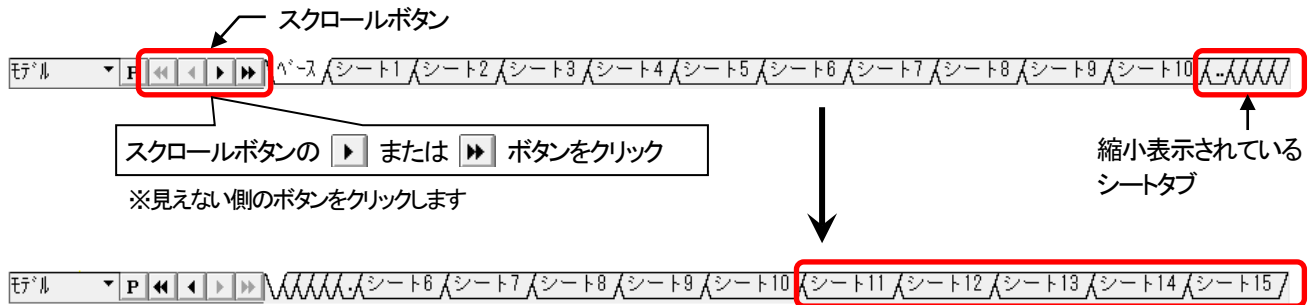 スクロールボタン
ﾓﾃﾞﾙ P ﾍﾞｰｽ シート1 シート2 シート3 シート4 シート5 シート6 シート7 シート8 シート9 シート10 ..
スクロールボタンの または ボタンをクリック
縮小表示されている
シートタブ
※見えない側のボタンをクリックします
ﾓﾃﾞﾙ P . シート6 シート7 シート8 シート9 シート10 シート11 シート12 シート13 シート14 シート15